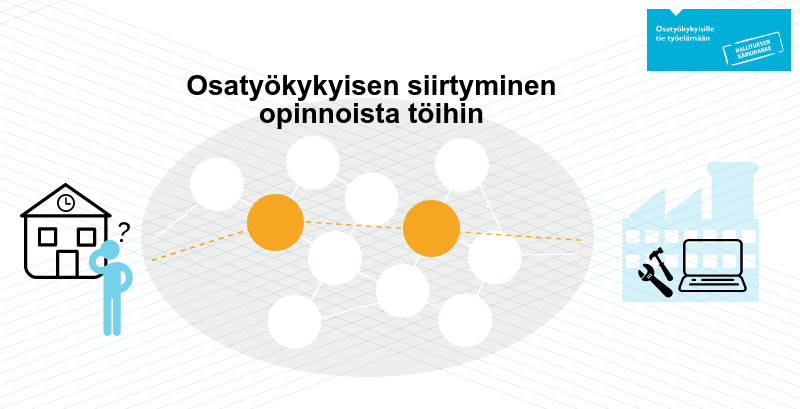 Osatyökykyisille
tie työelämään
HALLITUKSEN
KÄRKIHANKE
Osatyökykyisen siirtyminen
opinnoista töihin
?